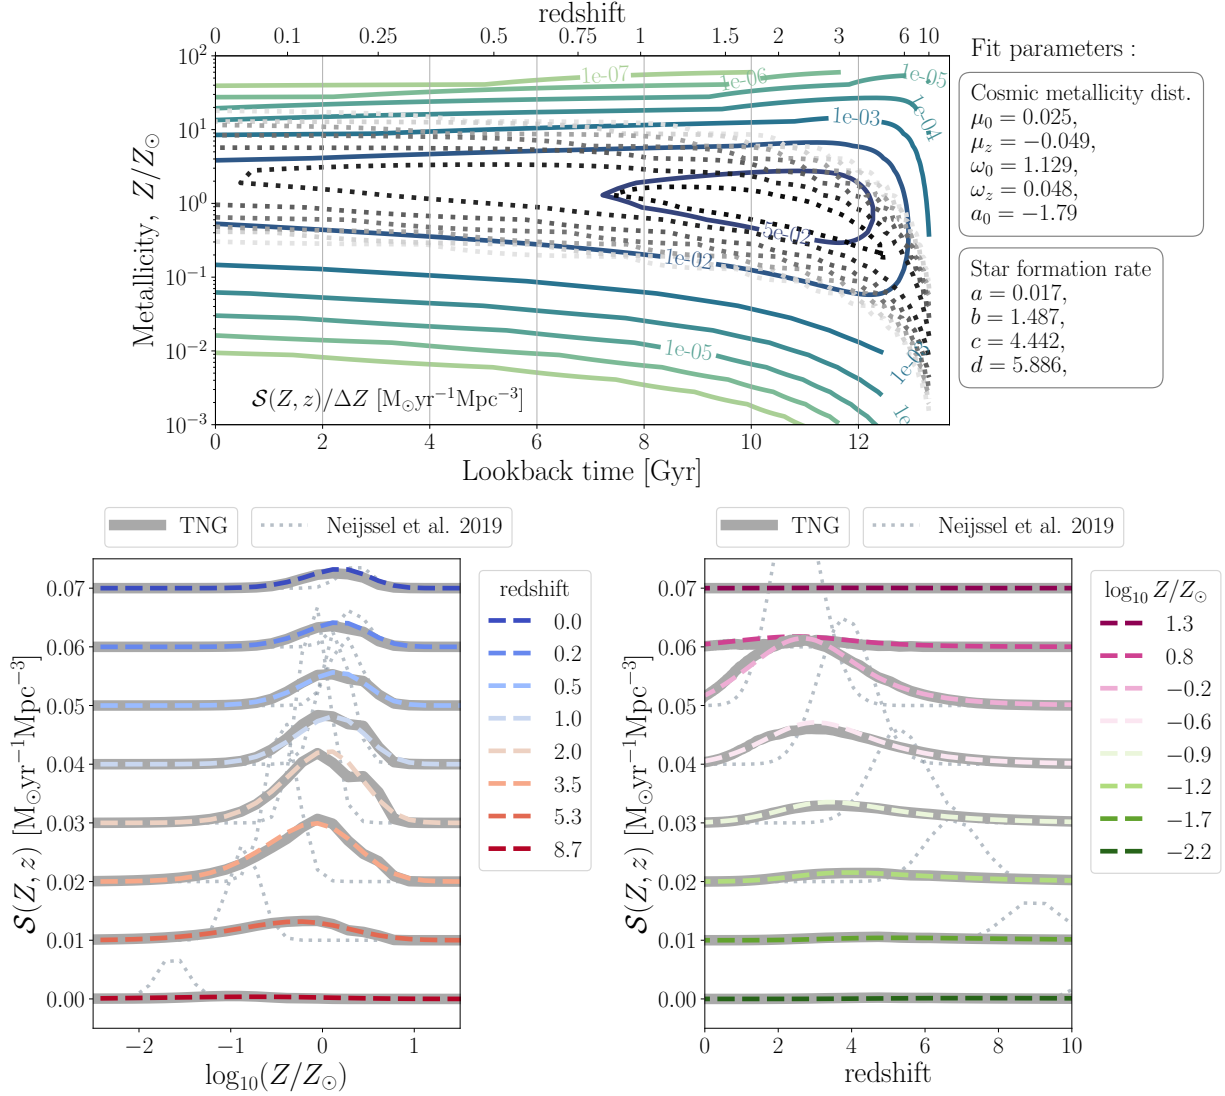 redshift
0 0.1 0.25 0.5 0.75 1 1.5 2 3 6 10
Fit parameters :
10² 10¹ 10⁰ 10⁻¹ 10⁻² 10⁻³
Metallicity, Z/Z⊙
1e-07 1e-06 1e-05
1e-04
1e-03
5e-02
1e-02
1e-05
𝒮(Z, z)/ΔZ [M⊙yr⁻¹Mpc⁻³]
0 2 4 6 8 10 12
Lookback time [Gyr]
Cosmic metallicity dist.
μ₀ = 0.025,
μ_z = −0.049,
ω₀ = 1.129,
ω_z = 0.048,
a₀ = −1.79
Star formation rate
a = 0.017,
b = 1.487,
c = 4.442,
d = 5.886,
TNG
Neijssel et al. 2019
𝒮(Z, z) [M⊙yr⁻¹Mpc⁻³]
0.07
0.06
0.05
0.04
0.03
0.02
0.01
0.00
−2 −1 0 1
log₁₀(Z/Z⊙)
redshift
0.0
0.2
0.5
1.0
2.0
3.5
5.3
8.7
TNG
Neijssel et al. 2019
𝒮(Z, z) [M⊙yr⁻¹Mpc⁻³]
0.07
0.06
0.05
0.04
0.03
0.02
0.01
0.00
0 2 4 6 8 10
redshift
log₁₀ Z/Z⊙
1.3
0.8
−0.2
−0.6
−0.9
−1.2
−1.7
−2.2